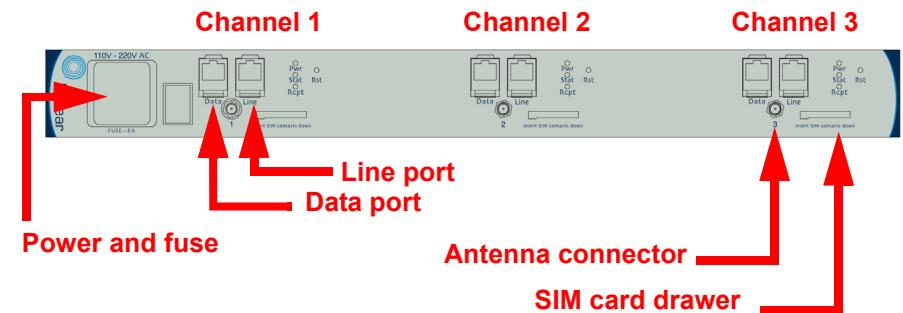 Channel 1
Channel 2
Channel 3
110V – 220V AC
FUSE – 2A
Data
Line
1
Pwr
Stat
Rcpt
Rst
Insert SIM contacts down
Data
Line
2
Pwr
Stat
Rcpt
Rst
Insert SIM contacts down
Data
Line
3
Pwr
Stat
Rcpt
Rst
Insert SIM contacts down
ear
Line port
Data port
Power and fuse
Antenna connector
SIM card drawer